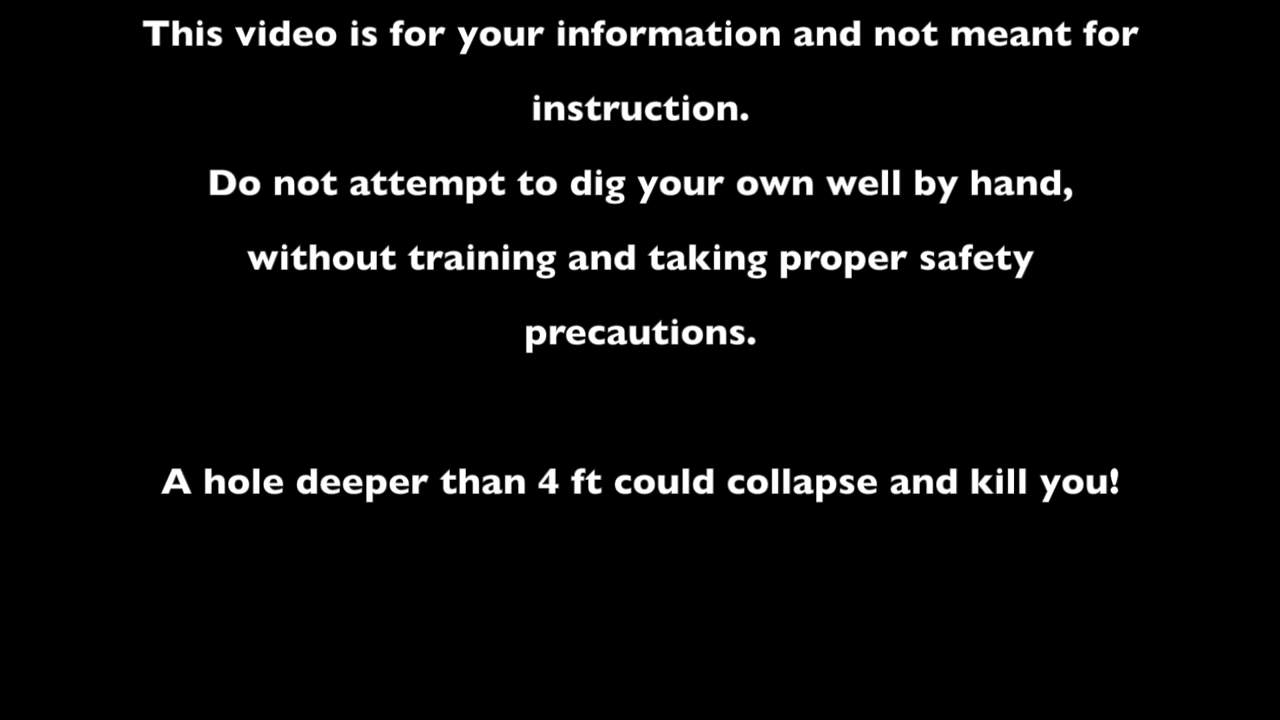 This video is for your information and not meant for
instruction.
Do not attempt to dig your own well by hand,
without training and taking proper safety
precautions.
A hole deeper than 4 ft could collapse and kill you!